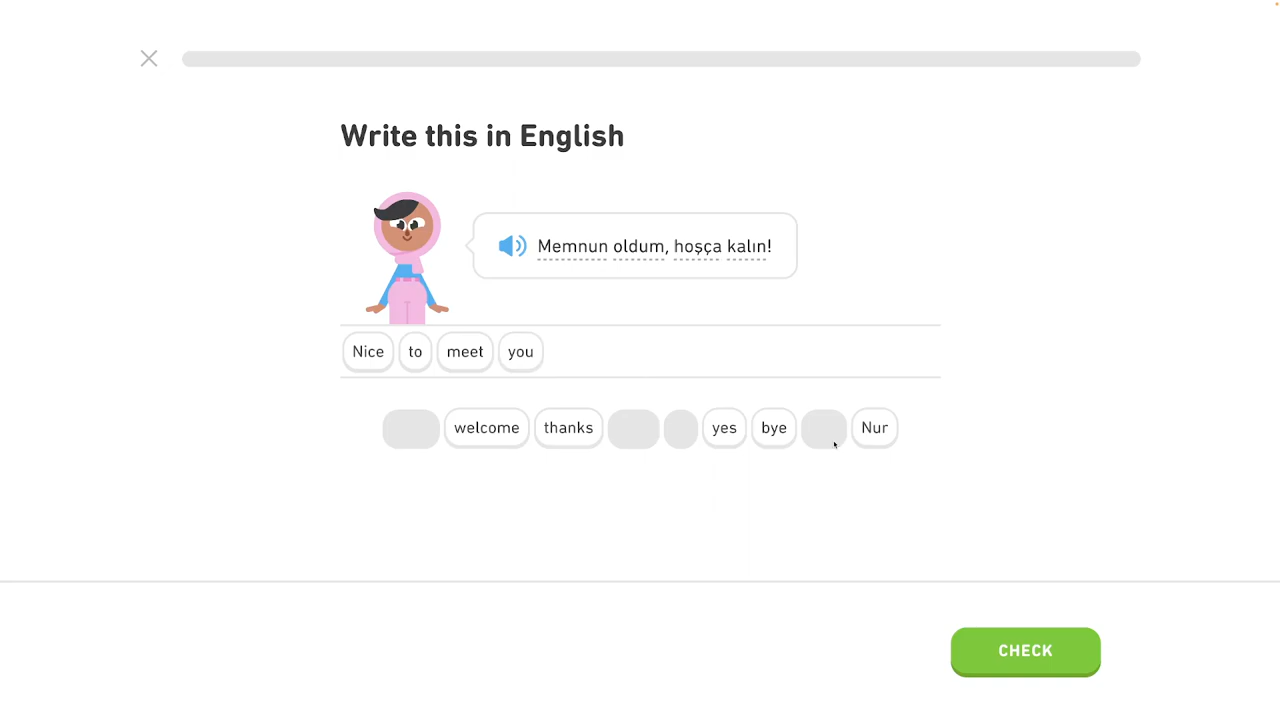 Write this in English
Memnun oldum, hoşça kalın!
Nice to meet you
welcome thanks yes bye Nur
CHECK